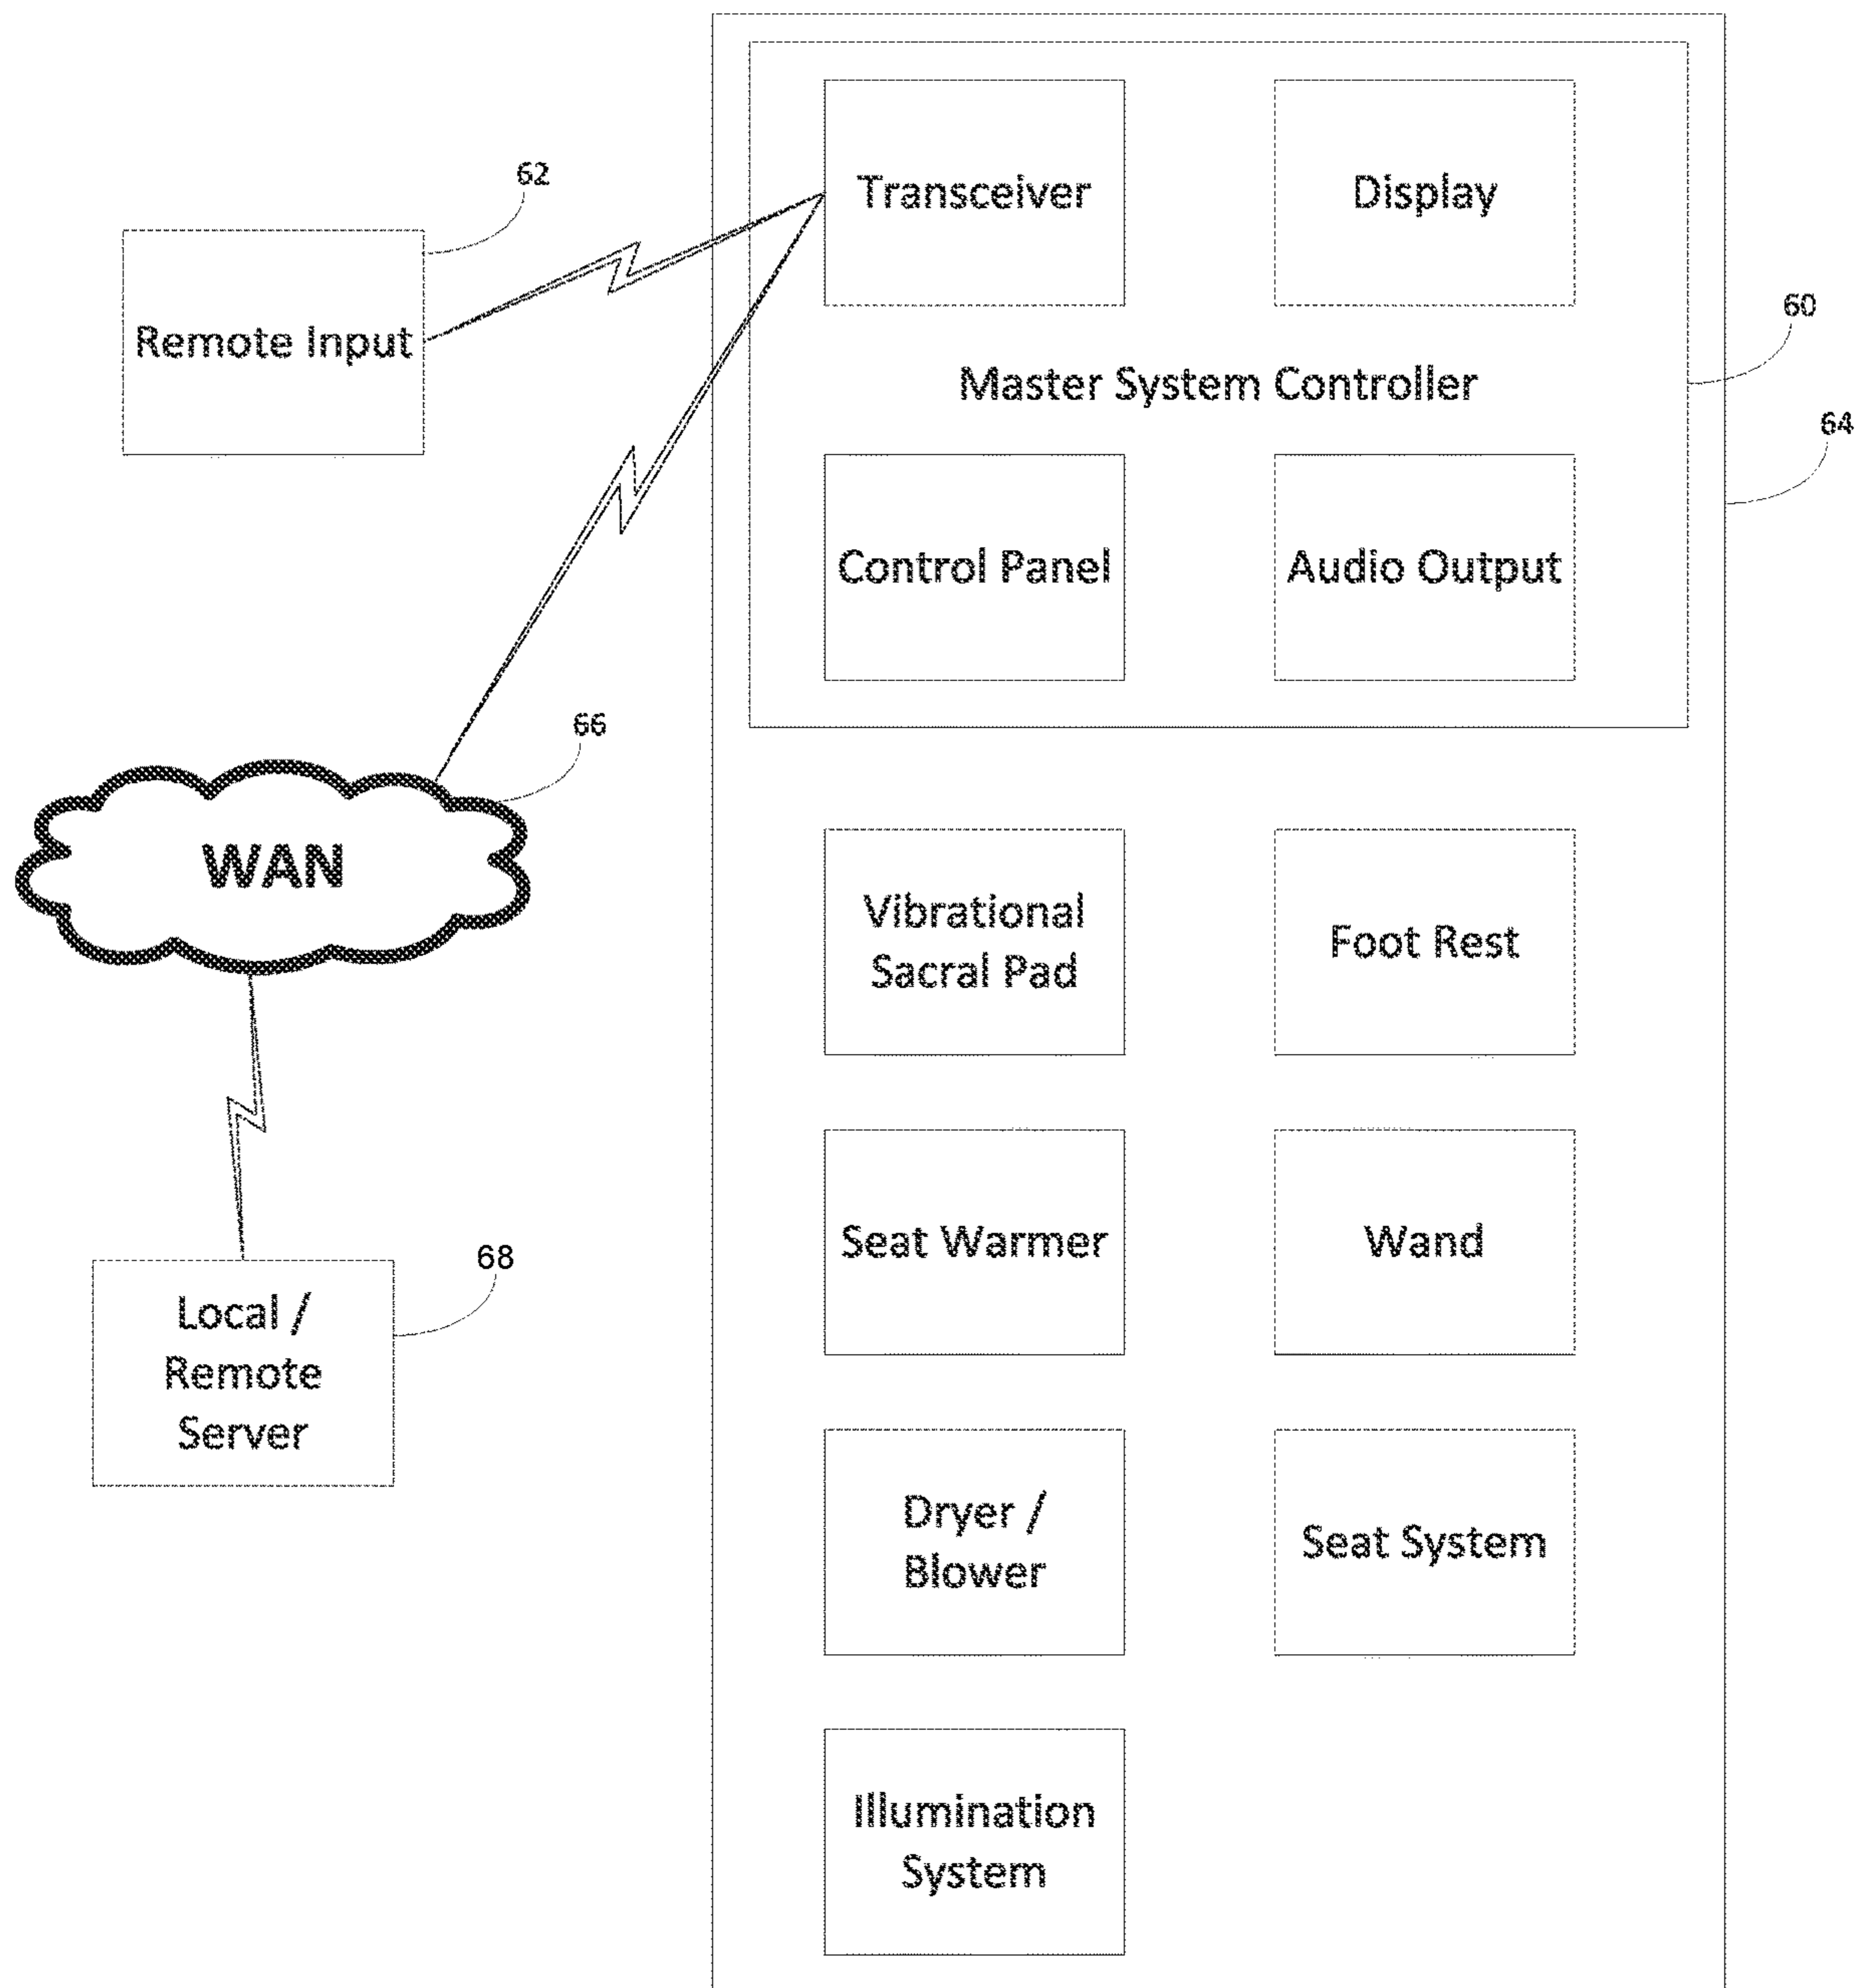 62
Remote Input
Transceiver
Display
60
Master System Controller
64
Control Panel
Audio Output
66
WAN
Vibrational
Sacral Pad
Foot Rest
68
Local /
Remote
Server
Seat Warmer
Wand
Dryer /
Blower
Seat System
Illumination
System